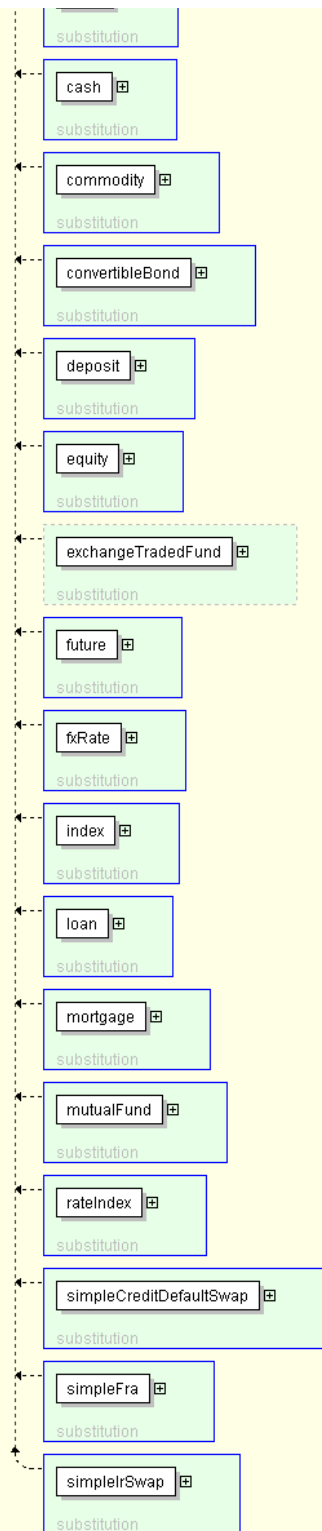 substitution
cash
substitution
commodity
substitution
convertibleBond
substitution
deposit
substitution
equity
substitution
exchangeTradedFund
substitution
future
substitution
fxRate
substitution
index
substitution
loan
substitution
mortgage
substitution
mutualFund
substitution
rateIndex
substitution
simpleCreditDefaultSwap
substitution
simpleFra
substitution
simpleIrSwap
substitution